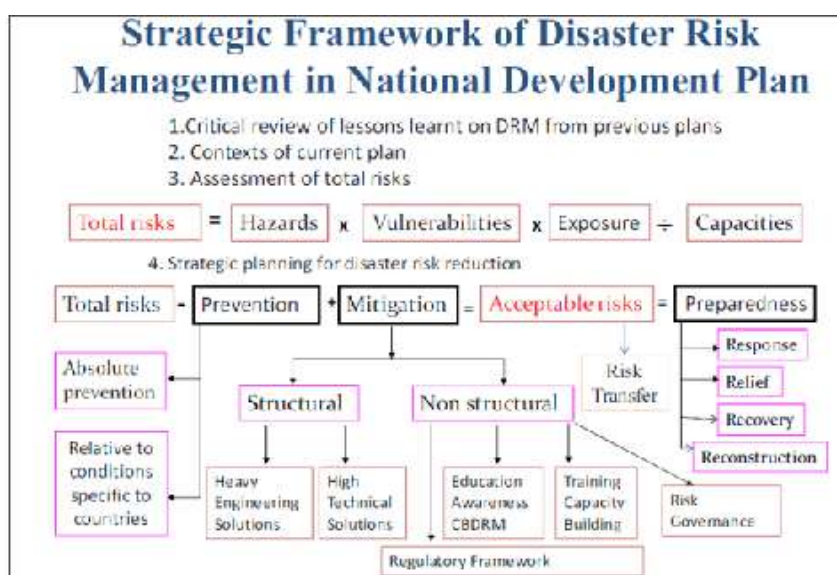 Strategic Framework of Disaster Risk
Management in National Development Plan
1.Critical review of lessons learnt on DRM from previous plans
2. Contexts of current plan
3. Assessment of total risks
Total risks = Hazards x Vulnerabilities x Exposure ÷ Capacities
4. Strategic planning for disaster risk reduction
Total risks - Prevention + Mitigation = Acceptable risks = Preparedness
Absolute
prevention
Relative to
conditions
specific to
countries
Structural
Non structural
Risk
Transfer
Response
Relief
Recovery
Reconstruction
Heavy
Engineering
Solutions
High
Technical
Solutions
Education
Awareness
CBDRM
Training
Capacity
Building
Risk
Governance
Regulatory Framework